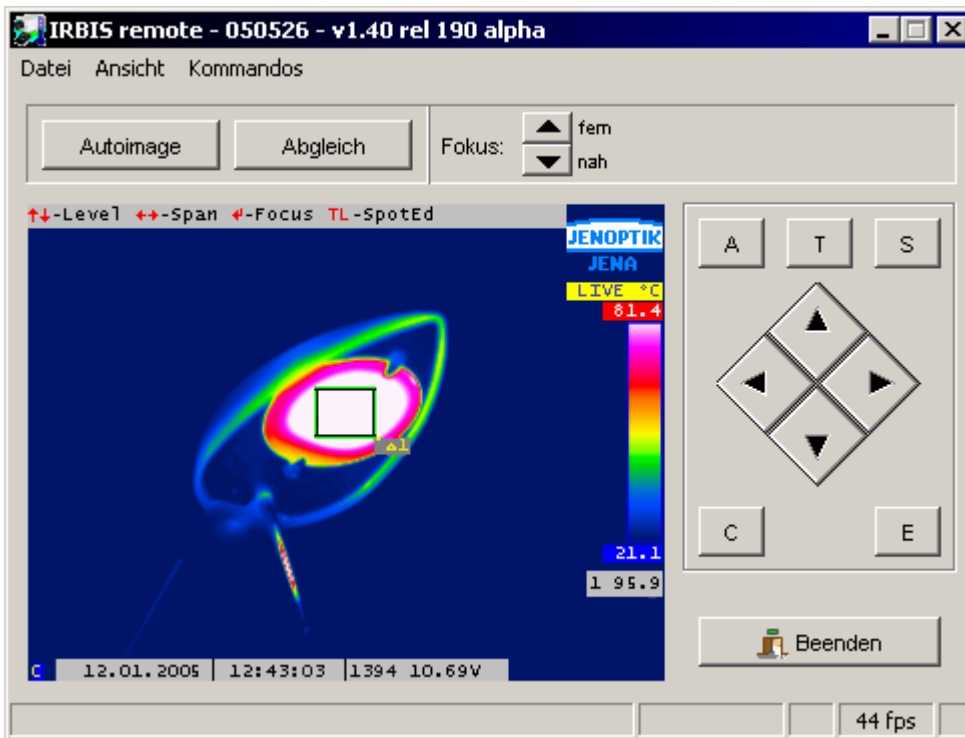 IRBIS remote - 050526 - v1.40 rel 190 alpha
Datei Ansicht Kommandos
Autoimage Abgleich Fokus: fern
nah
↑↓-Level ↔-Span ↲-Focus TL-SpotEd
JENOPTIK
JENA
LIVE °C
81.4
△1
21.1
1 95.9
C 12.01.2005 12:43:03 1394 10.69V
A T S
C E
Beenden
44 fps